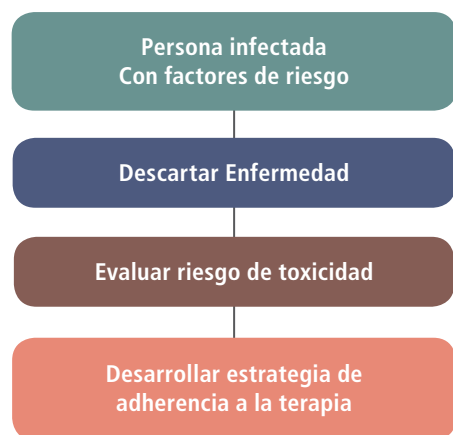 Persona infectada
Con factores de riesgo
Descartar Enfermedad
Evaluar riesgo de toxicidad
Desarrollar estrategia de
adherencia a la terapia